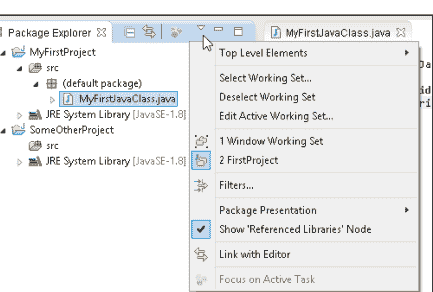 Package Explorer
MyFirstJavaClass.java
MyFirstProject
src
(default package)
MyFirstJavaClass.java
JRE System Library [JavaSE-1.8]
SomeOtherProject
src
JRE System Library [JavaSE-1.8]
Top Level Elements
Select Working Set...
Deselect Working Set
Edit Active Working Set...
1 Window Working Set
2 FirstProject
Filters...
Package Presentation
Show 'Referenced Libraries' Node
Link with Editor
Focus on Active Task